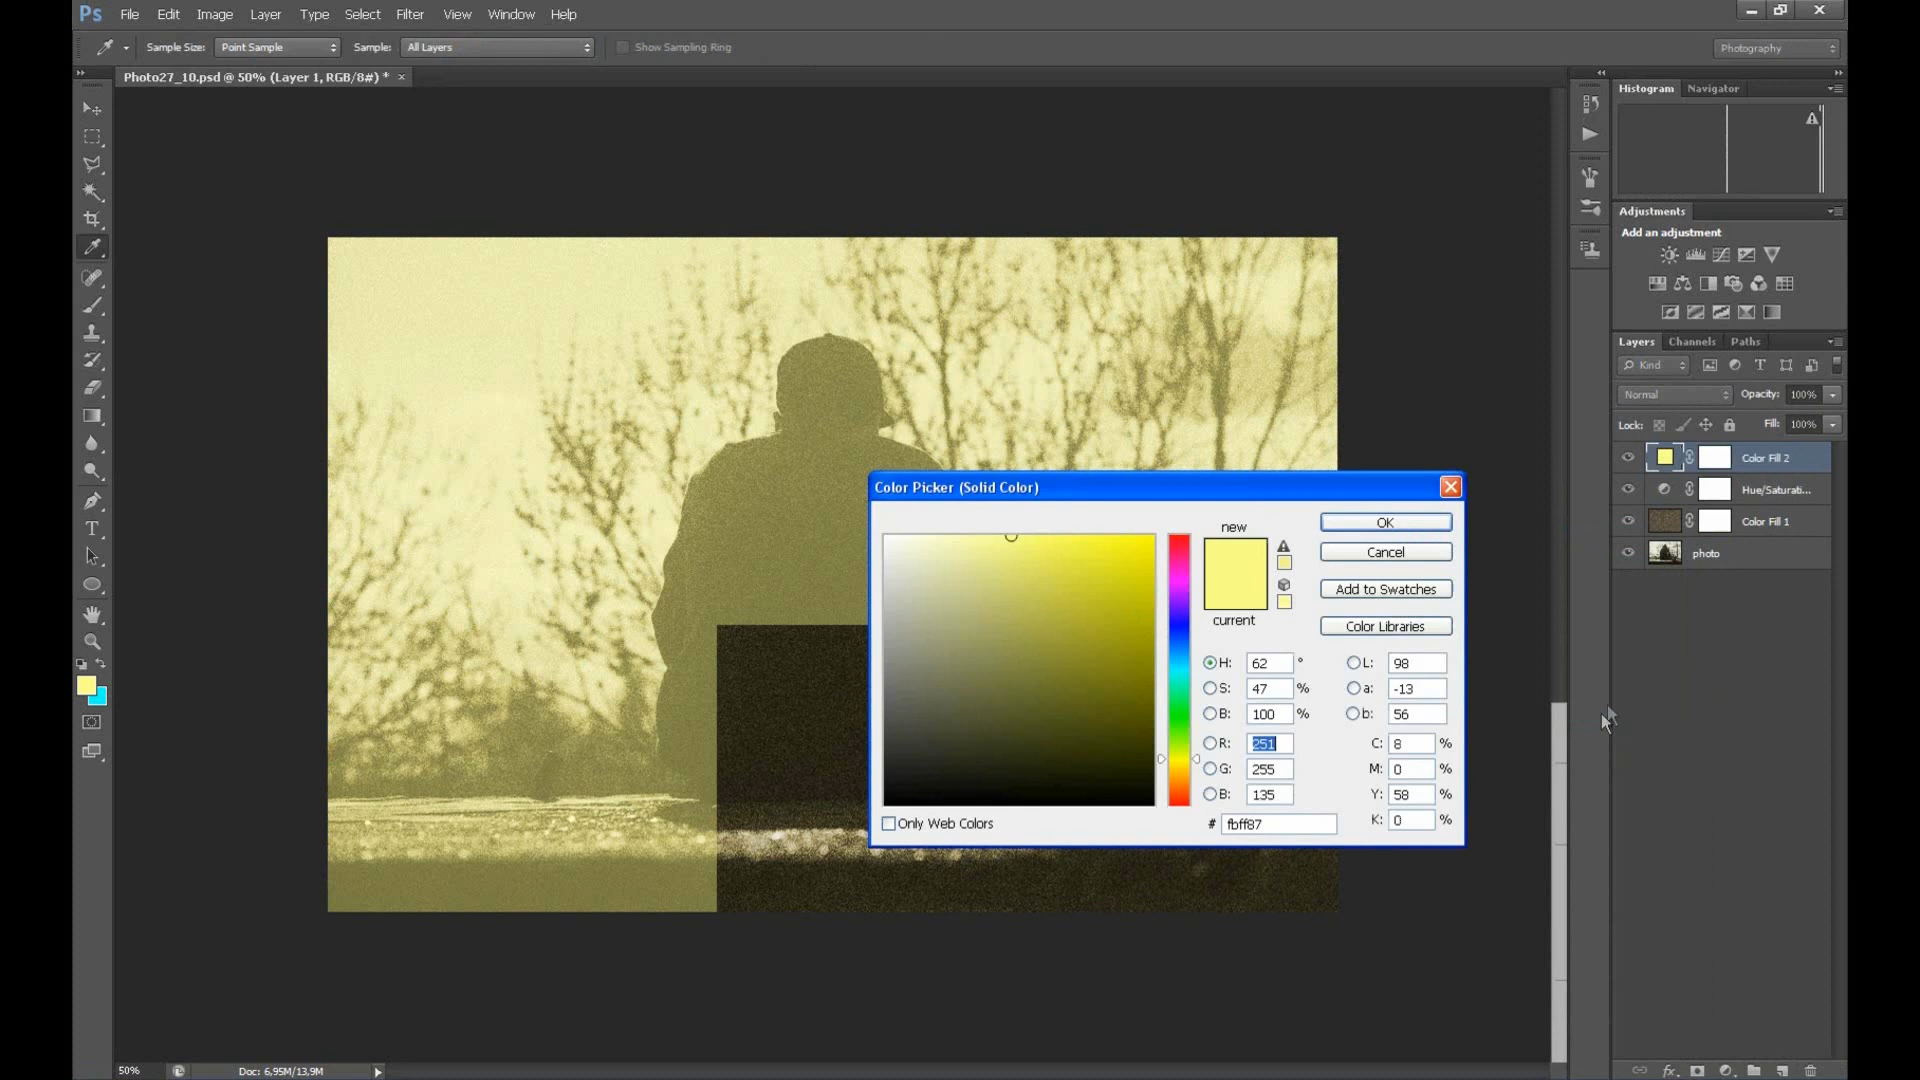 Ps File Edit Image Layer Type Select Filter View Window Help
Sample Size: Point Sample Sample: All Layers Show Sampling Ring Photography
Photo27_10.psd @ 50% (Layer 1, RGB/8#) * ×
Histogram Navigator
Adjustments
Add an adjustment
Layers Channels Paths
Kind
Normal Opacity: 100%
Lock: Fill: 100%
Color Fill 2
Hue/Saturati...
Color Fill 1
photo
Color Picker (Solid Color)
new
OK
Cancel
Add to Swatches
current
Color Libraries
H: 62 ° L: 98
S: 47 % a: -13
B: 100 % b: 56
R: 251 C: 8 %
G: 255 M: 0 %
B: 135 Y: 58 %
K: 0 %
Only Web Colors # fbff87
50% Doc: 6,95M/13,9M